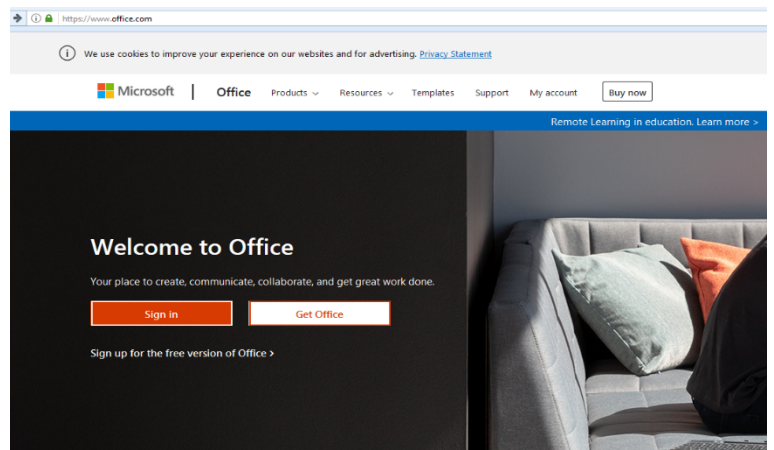 https://www.office.com
We use cookies to improve your experience on our websites and for advertising. Privacy Statement
Microsoft Office Products Resources Templates Support My account Buy now
Remote Learning in education. Learn more >
Welcome to Office
Your place to create, communicate, collaborate, and get great work done.
Sign in Get Office
Sign up for the free version of Office >